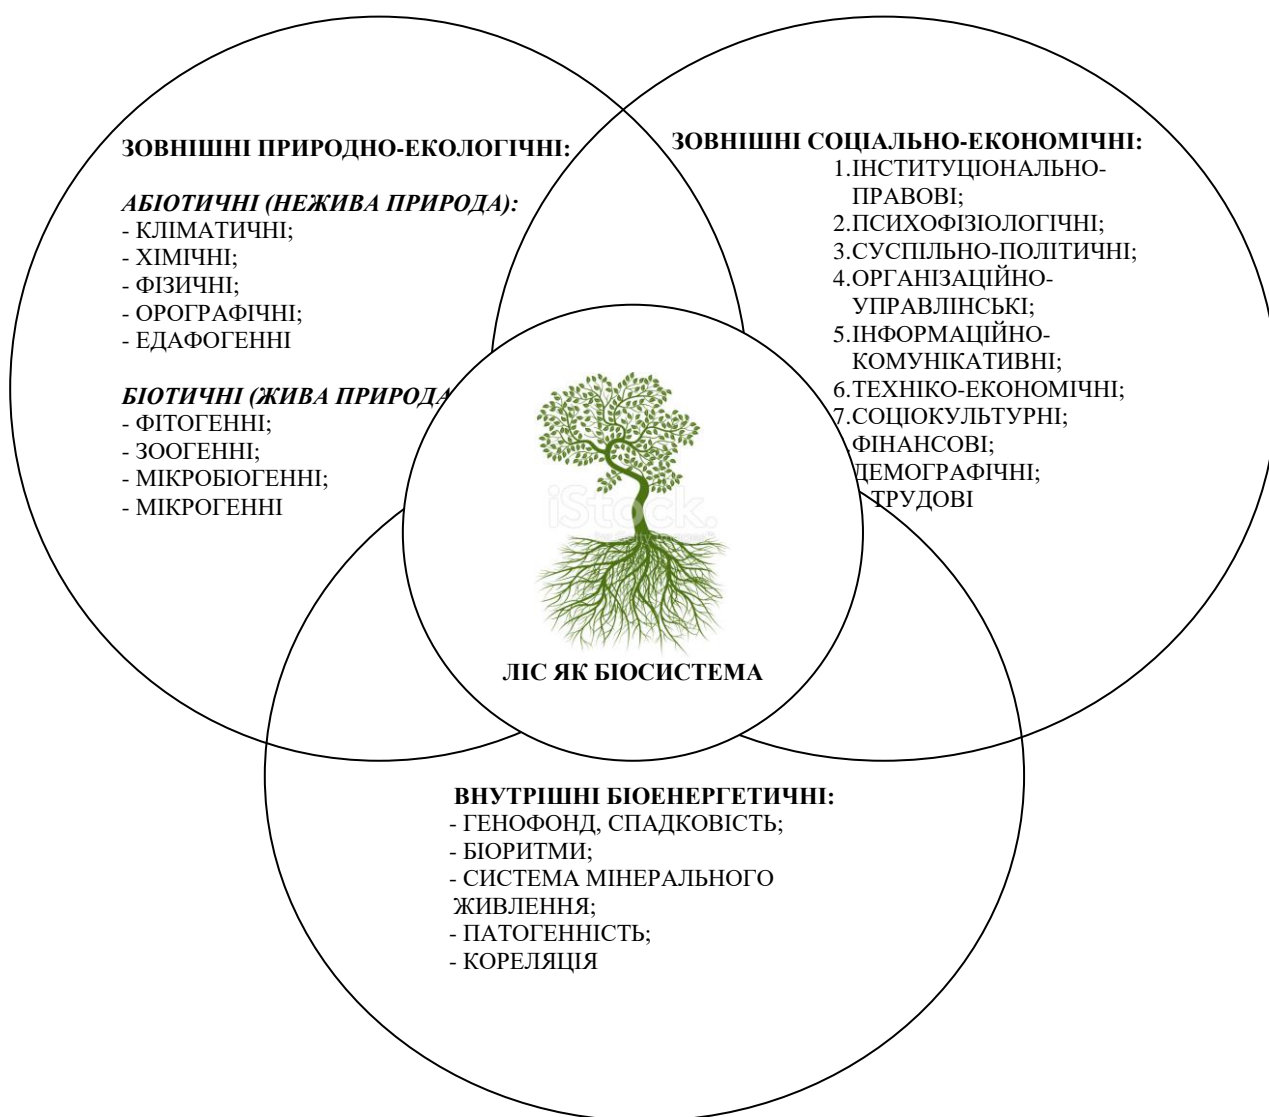 ЗОВНІШНІ ПРИРОДНО-ЕКОЛОГІЧНІ:
АБІОТИЧНІ (НЕЖИВА ПРИРОДА):
- КЛІМАТИЧНІ;
- ХІМІЧНІ;
- ФІЗИЧНІ;
- ОРОГРАФІЧНІ;
- ЕДАФОГЕННІ
БІОТИЧНІ (ЖИВА ПРИРОДА
- ФІТОГЕННІ;
- ЗООГЕННІ;
- МІКРОБІОГЕННІ;
- МІКРОГЕННІ
ЗОВНІШНІ СОЦІАЛЬНО-ЕКОНОМІЧНІ:
1.ІНСТИТУЦІОНАЛЬНО-
ПРАВОВІ;
2.ПСИХОФІЗІОЛОГІЧНІ;
3.СУСПІЛЬНО-ПОЛІТИЧНІ;
4.ОРГАНІЗАЦІЙНО-
УПРАВЛІНСЬКІ;
5.ІНФОРМАЦІЙНО-
КОМУНІКАТИВНІ;
6.ТЕХНІКО-ЕКОНОМІЧНІ;
7.СОЦІОКУЛЬТУРНІ;
.ФІНАНСОВІ;
ДЕМОГРАФІЧНІ;
ТРУДОВІ
iStock.
ЛІС ЯК БІОСИСТЕМА
ВНУТРІШНІ БІОЕНЕРГЕТИЧНІ:
- ГЕНОФОНД, СПАДКОВІСТЬ;
- БІОРИТМИ;
- СИСТЕМА МІНЕРАЛЬНОГО
ЖИВЛЕННЯ;
- ПАТОГЕННІСТЬ;
- КОРЕЛЯЦІЯ